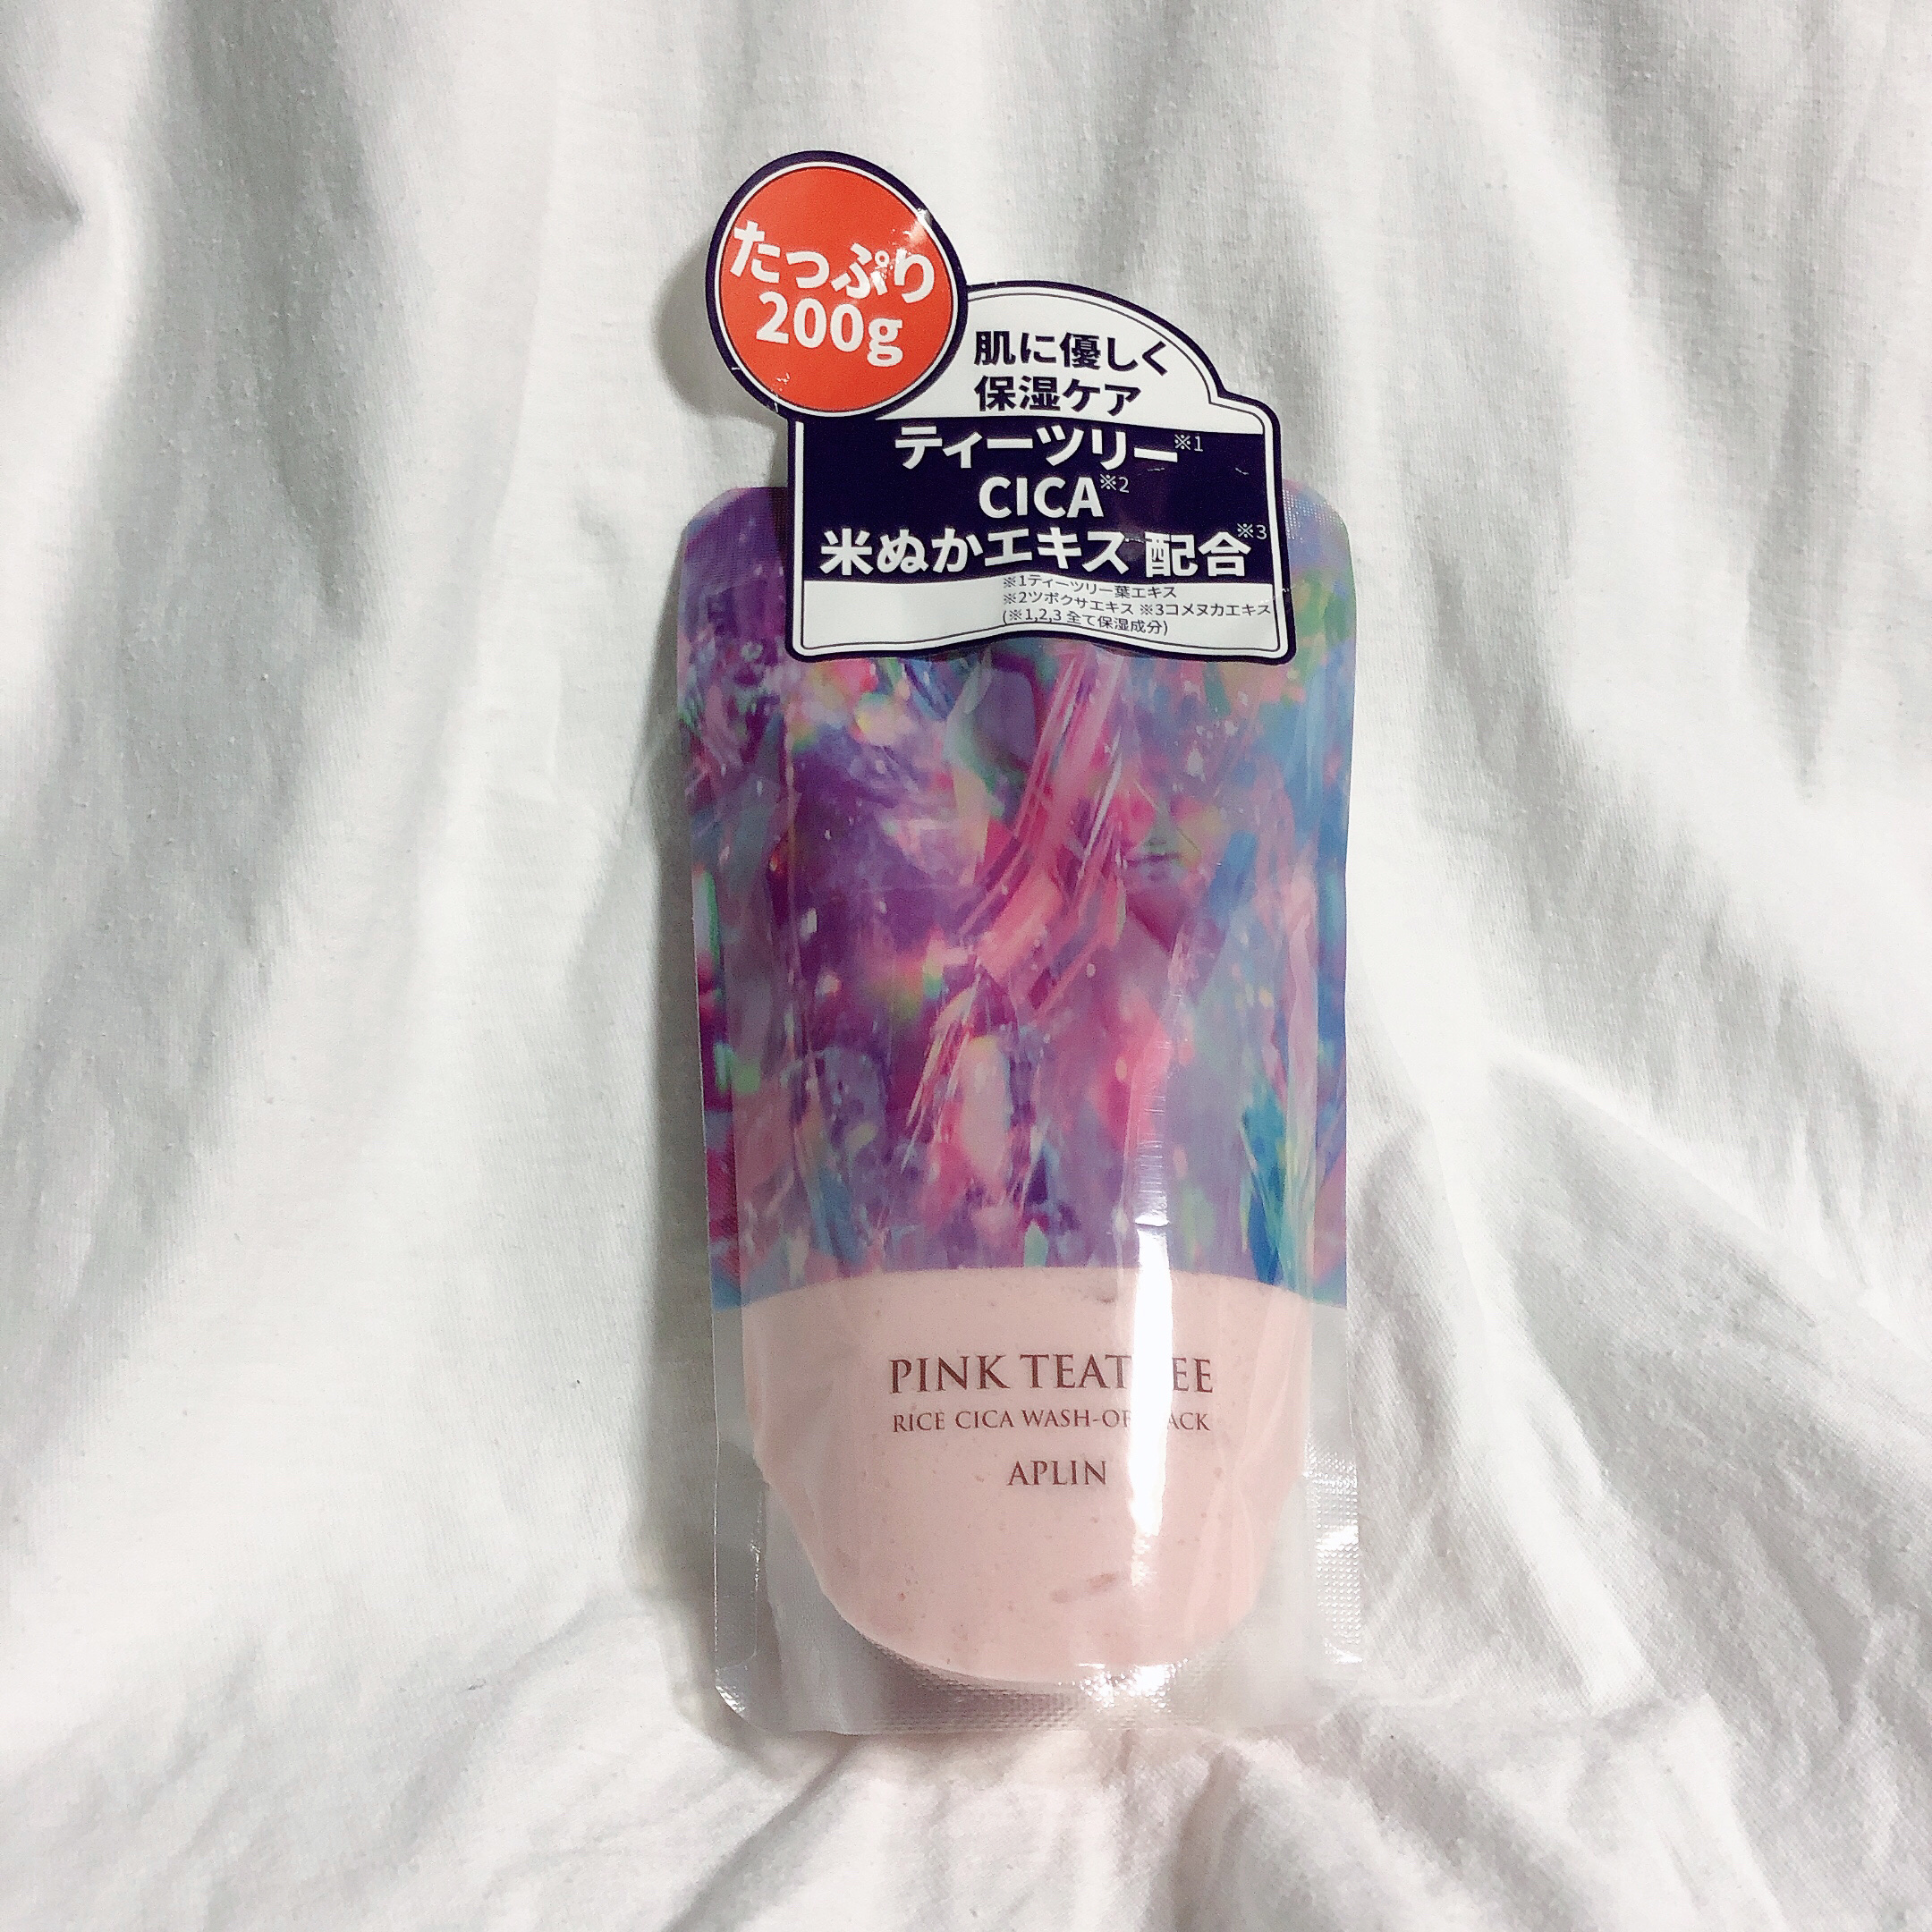 たっぷり
200g
肌に優しく
保湿ケア
ティーツリー※1
CICA※2
米ぬかエキス 配合※3
※1ティーツリー葉エキス
※2ツボクサエキス ※3コメヌカエキス
(※1,2,3 全て保湿成分)
PINK
RICE CICA
APLIN